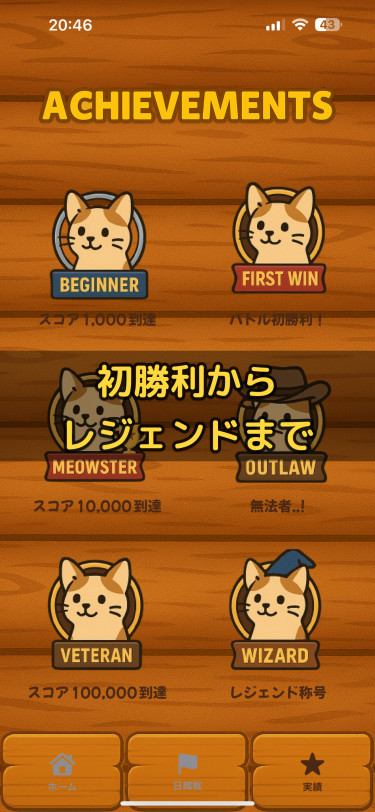 20:46
43
ACHIEVEMENTS
BEGINNER
FIRST WIN
スコア1,000到達
バトル初勝利！
初勝利から
レジェンドまで
MEOWSTER
OUTLAW
スコア10,000到達
無法者..!
VETERAN
WIZARD
スコア100,000到達
レジェンド称号
ホーム
実績